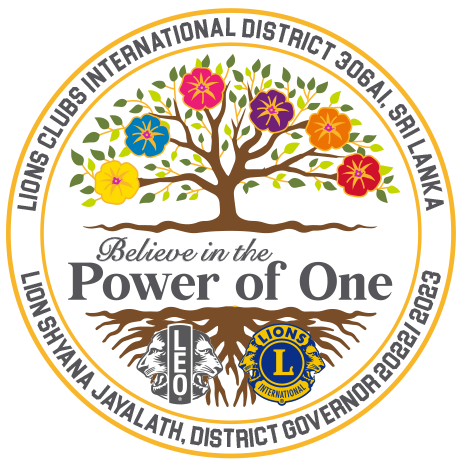 LIONS CLUBS INTERNATIONAL DISTRICT 306A1, SRI LANKA
Believe in the
Power of One
LEO
LIONS
L
INTERNATIONAL
LION SHYANA JAYALATH, DISTRICT GOVERNOR 2022/2023